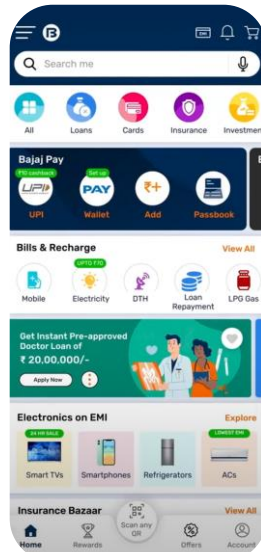 B
EMI
Search me
All Loans Cards Insurance Investmen
Bajaj Pay
₹10 cashback Set up
UPI PAY ₹+
UPI Wallet Add Passbook
Bills & Recharge View All
UPTO ₹70
Mobile Electricity DTH Loan Repayment LPG Gas
Get Instant Pre-approved
Doctor Loan of
₹ 20,00,000/-
Apply Now
Electronics on EMI Explore
24 HR SALE LOWEST EMI
Smart TVs Smartphones Refrigerators ACs
Insurance Bazaar View All
Home Rewards Scan any QR Offers Account